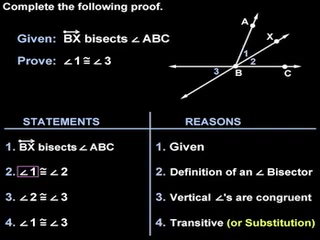 Complete the following proof.
Given: BX bisects ∠ ABC
Prove: ∠1 ≅ ∠3
A
X
1
2
3
B
C
STATEMENTS
REASONS
1. BX bisects ∠ ABC
1. Given
2. ∠1 ≅ ∠2
2. Definition of an ∠ Bisector
3. ∠2 ≅ ∠3
3. Vertical ∠'s are congruent
4. ∠1 ≅ ∠3
4. Transitive (or Substitution)